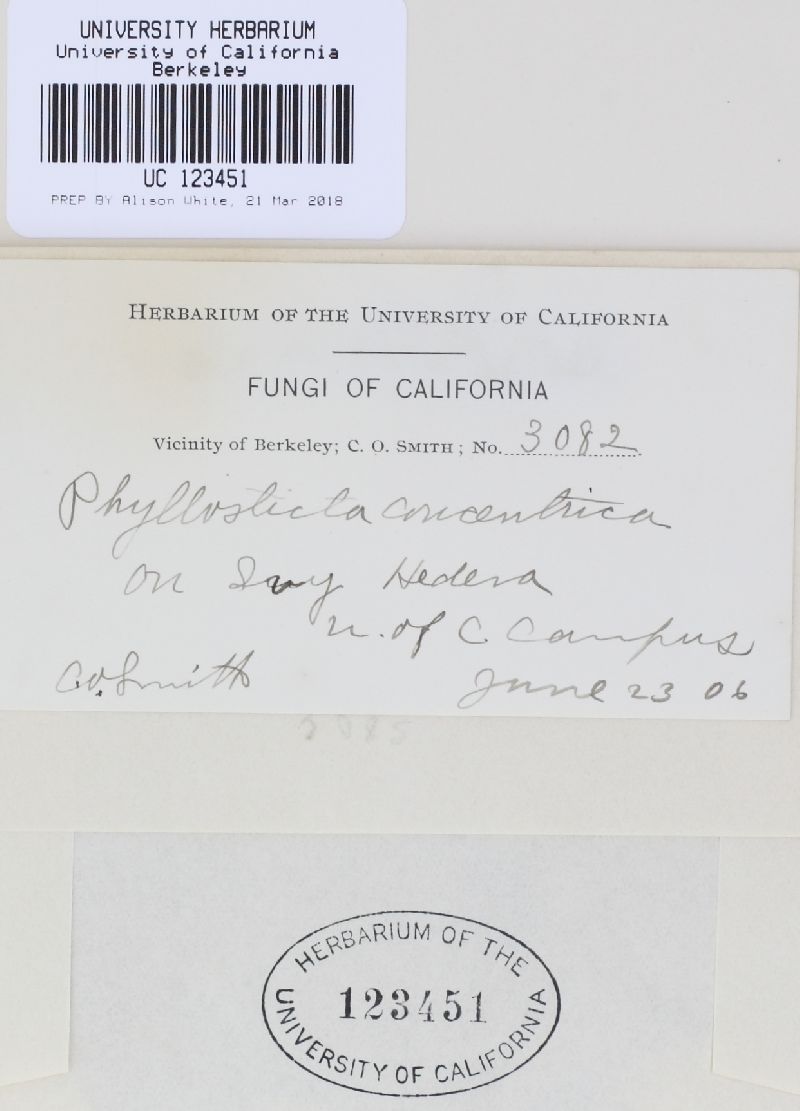 UNIVERSITY HERBARIUM
University of California
Berkeley
UC 123451
PREP BY Alison White, 21 Mar 2018
HERBARIUM OF THE UNIVERSITY OF CALIFORNIA
FUNGI OF CALIFORNIA
Vicinity of Berkeley; C. O. SMITH; No. 3082
Phyllosticta concentrica
on Ivy Hedera
U. of C. Campus
C.O. Smith June 23 06
HERBARIUM OF THE
123451
UNIVERSITY OF CALIFORNIA